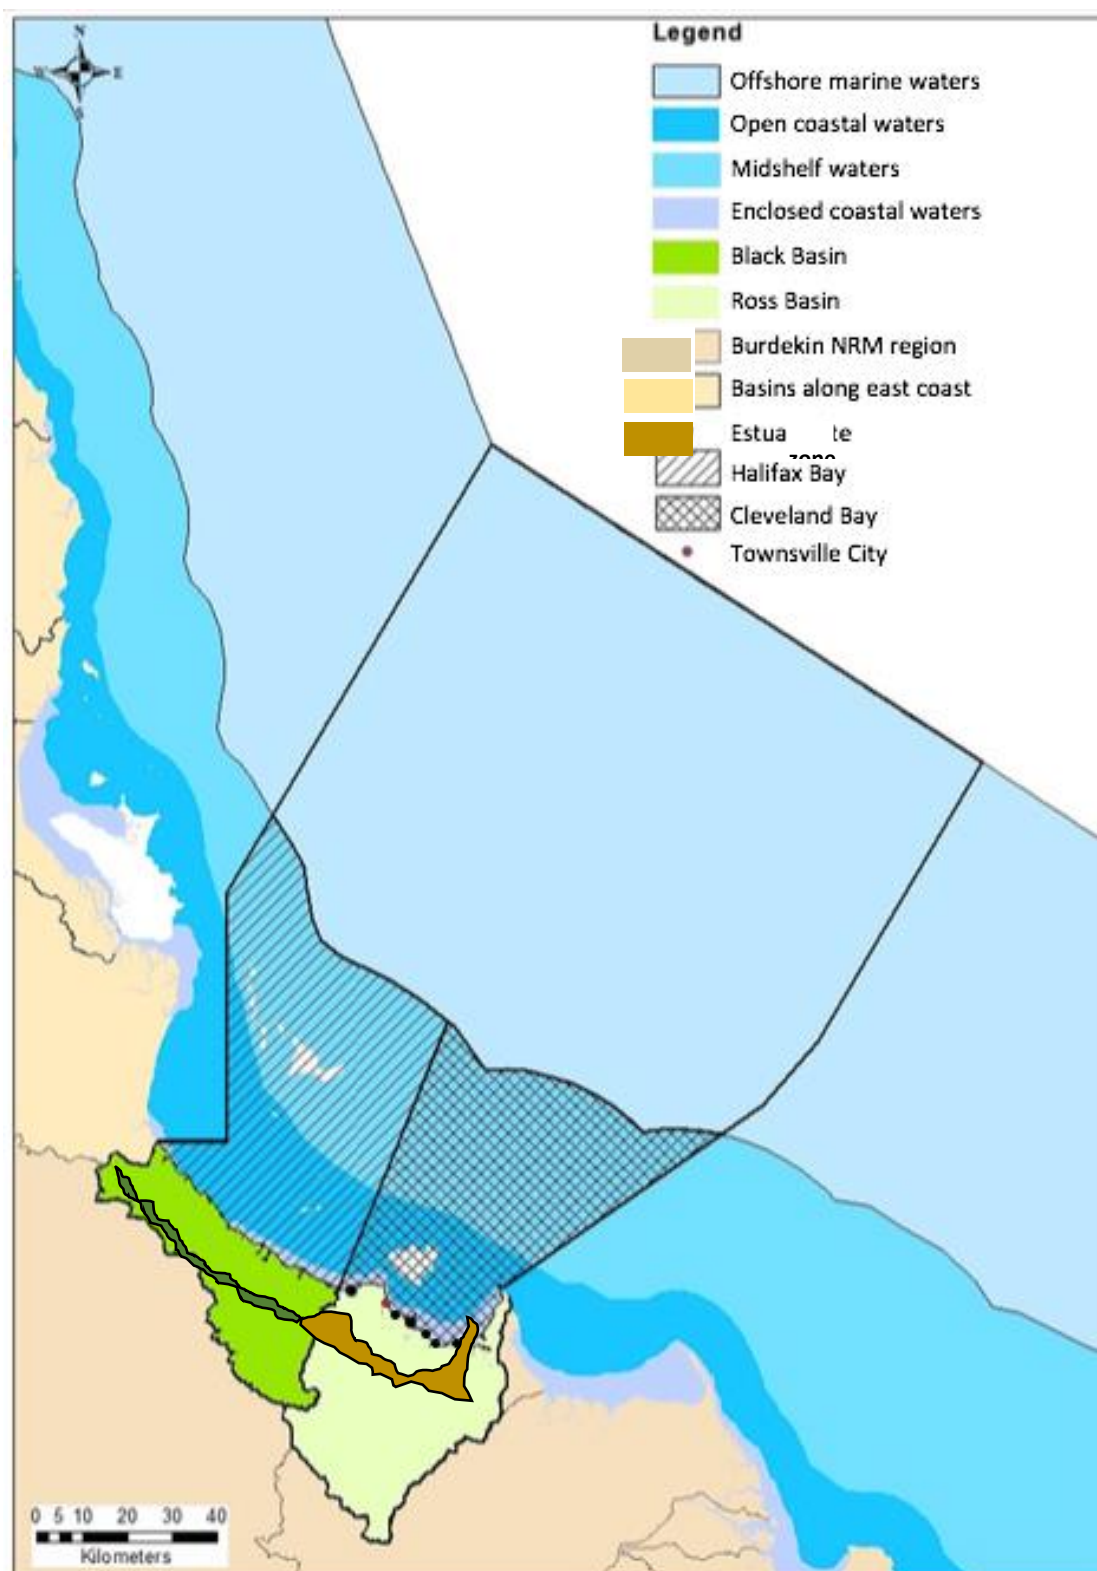 N
W E
S
Legend
Offshore marine waters
Open coastal waters
Midshelf waters
Enclosed coastal waters
Black Basin
Ross Basin
Burdekin NRM region
Basins along east coast
Estua te
zone
Halifax Bay
Cleveland Bay
Townsville City
0 5 10 20 30 40
Kilometers